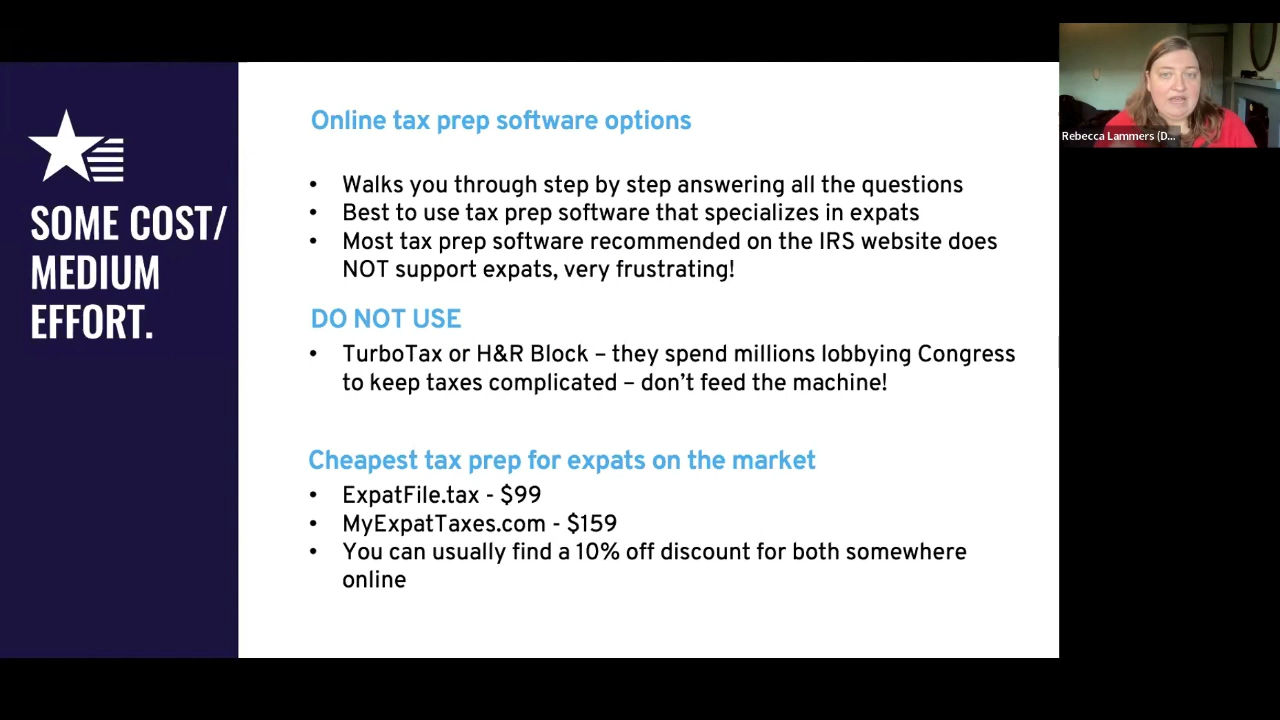 SOME COST/
MEDIUM
EFFORT.
Online tax prep software options
• Walks you through step by step answering all the questions
• Best to use tax prep software that specializes in expats
• Most tax prep software recommended on the IRS website does
NOT support expats, very frustrating!
DO NOT USE
• TurboTax or H&R Block – they spend millions lobbying Congress
to keep taxes complicated – don’t feed the machine!
Cheapest tax prep for expats on the market
• ExpatFile.tax - $99
• MyExpatTaxes.com - $159
• You can usually find a 10% off discount for both somewhere
online
Rebecca Lammers (D...